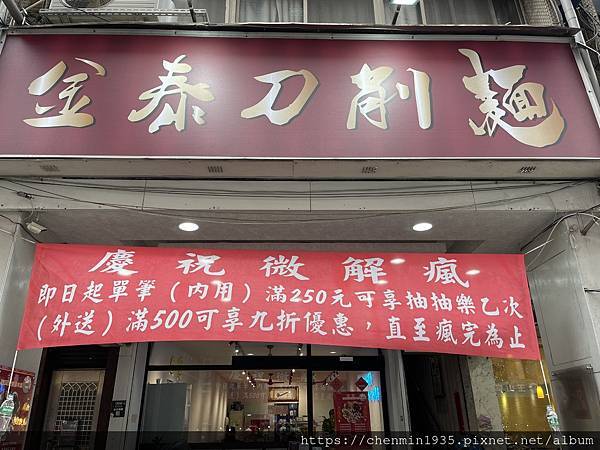 金泰刀削麵
慶祝微解瘋
即日起單筆（內用）滿250元可享抽抽樂乙次
（外送）滿500可享九折優惠，直至瘋完為止
https://chenmin1935.pixnet.net/album